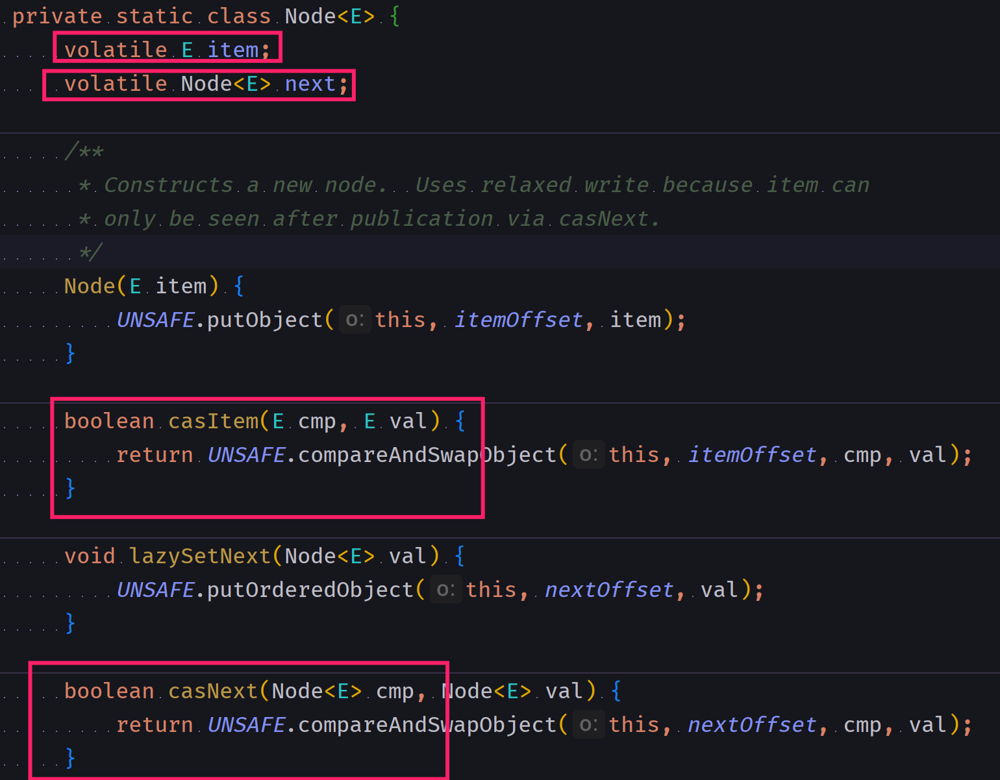 private static class Node<E> {
volatile E item;
volatile Node<E> next;
/**
* Constructs a new node.  Uses relaxed write because item can
* only be seen after publication via casNext.
*/
Node(E item) {
UNSAFE.putObject( o: this, itemOffset, item);
}
boolean casItem(E cmp, E val) {
return UNSAFE.compareAndSwapObject( o: this, itemOffset, cmp, val);
}
void lazySetNext(Node<E> val) {
UNSAFE.putOrderedObject( o: this, nextOffset, val);
}
boolean casNext(Node<E> cmp, Node<E> val) {
return UNSAFE.compareAndSwapObject( o: this, nextOffset, cmp, val);
}